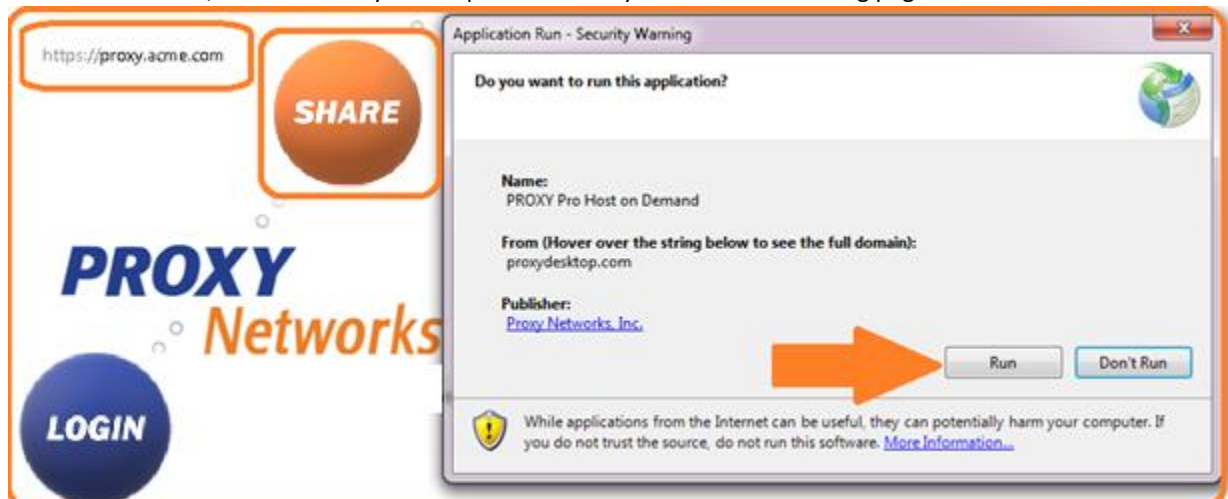 https://proxy.acme.com
SHARE
PROXY
Networks
LOGIN
Application Run - Security Warning
Do you want to run this application?
Name:
PROXY Pro Host on Demand
From (Hover over the string below to see the full domain):
proxydesktop.com
Publisher:
Proxy Networks, Inc.
Run
Don't Run
While applications from the Internet can be useful, they can potentially harm your computer. If
you do not trust the source, do not run this software. More Information...